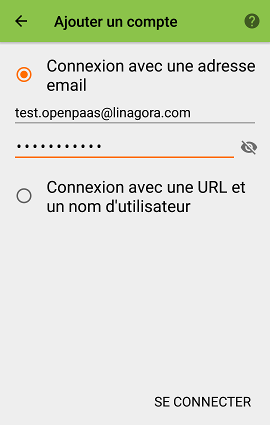 Ajouter un compte
Connexion avec une adresse
email
test.openpaas@linagora.com
•••••••••••
Connexion avec une URL et
un nom d'utilisateur
SE CONNECTER